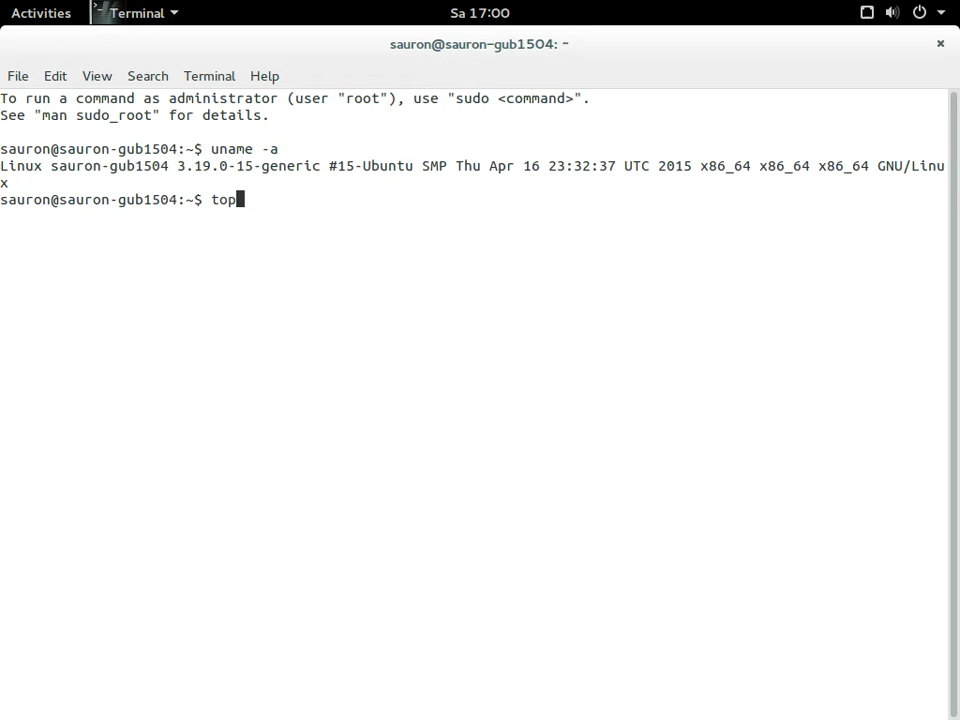 Activities
Terminal
Sa 17:00
sauron@sauron-gub1504: ~
File Edit View Search Terminal Help
To run a command as administrator (user "root"), use "sudo <command>".
See "man sudo_root" for details.
sauron@sauron-gub1504:~$ uname -a
Linux sauron-gub1504 3.19.0-15-generic #15-Ubuntu SMP Thu Apr 16 23:32:37 UTC 2015 x86_64 x86_64 x86_64 GNU/Linu
x
sauron@sauron-gub1504:~$ top